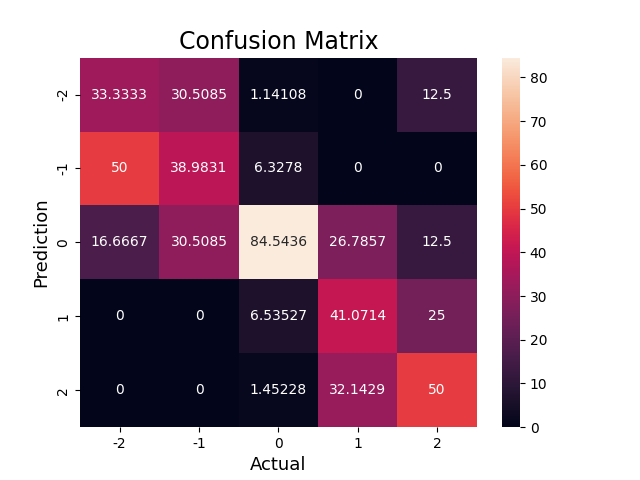 Confusion Matrix
-2 33.3333 30.5085 1.14108 0 12.5
-1 50 38.9831 6.3278 0 0
0 16.6667 30.5085 84.5436 26.7857 12.5
1 0 0 6.53527 41.0714 25
2 0 0 1.45228 32.1429 50
-2 -1 0 1 2
Prediction
Actual
80
70
60
50
40
30
20
10
0